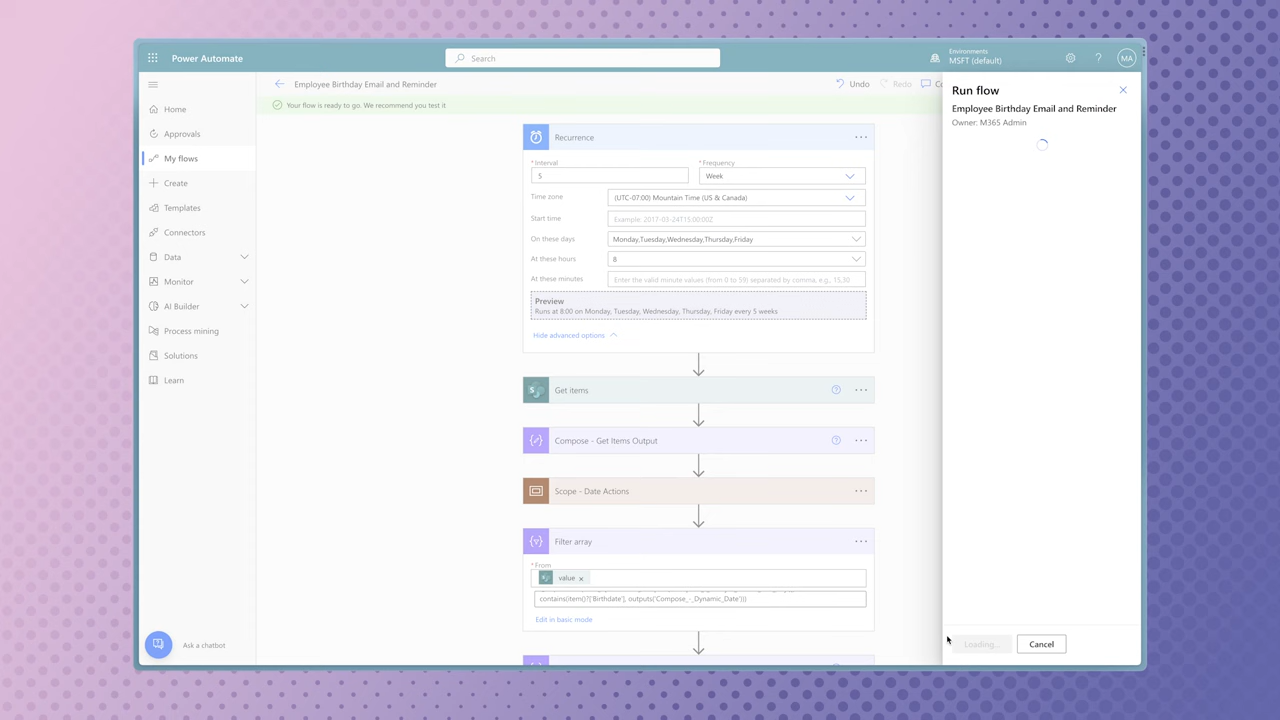 Power Automate
Search
Environments
MSFT (default)
MA
Employee Birthday Email and Reminder
Undo
Redo
Your flow is ready to go. We recommend you test it
Home
Approvals
My flows
Create
Templates
Connectors
Data
Monitor
AI Builder
Process mining
Solutions
Learn
Ask a chatbot
Recurrence
* Interval
* Frequency
5
Week
Time zone
(UTC-07:00) Mountain Time (US & Canada)
Start time
Example: 2017-03-24T15:00:00Z
On these days
Monday,Tuesday,Wednesday,Thursday,Friday
At these hours
8
At these minutes
Enter the valid minute values (from 0 to 59) separated by comma, e.g., 15,30
Preview
Runs at 8:00 on Monday, Tuesday, Wednesday, Thursday, Friday every 5 weeks
Hide advanced options
Get items
Compose - Get Items Output
Scope - Date Actions
Filter array
* From
value
contains(item()?['Birthdate'], outputs('Compose_-_Dynamic_Date')))
Edit in basic mode
Run flow
Employee Birthday Email and Reminder
Owner: M365 Admin
Loading...
Cancel